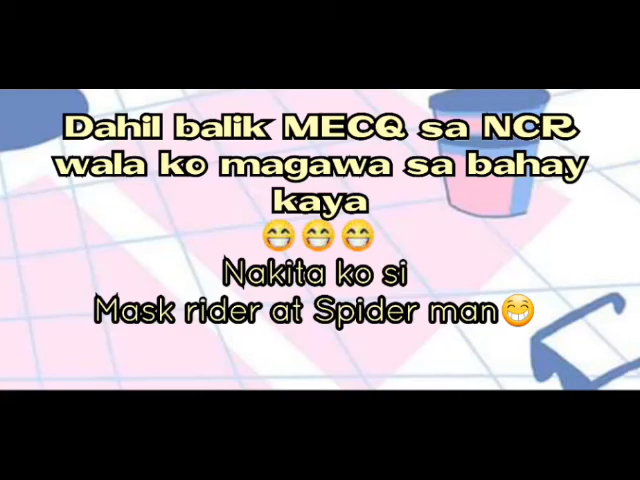 Dahil balik MECQ sa NCR
wala ko magawa sa bahay
kaya
😁😁😁
Nakita ko si
Mask rider at Spider man😁